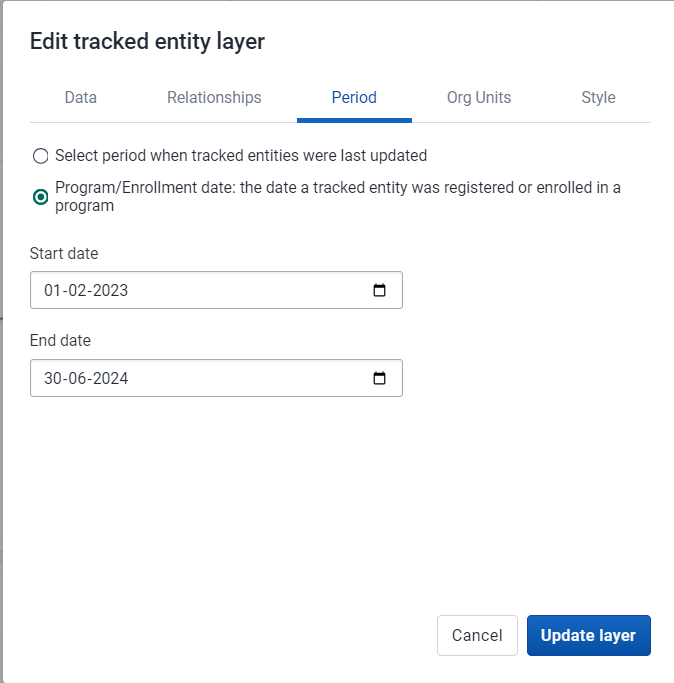 Edit tracked entity layer
Data Relationships Period Org Units Style
Select period when tracked entities were last updated
Program/Enrollment date: the date a tracked entity was registered or enrolled in a
program
Start date
01-02-2023
End date
30-06-2024
Cancel Update layer